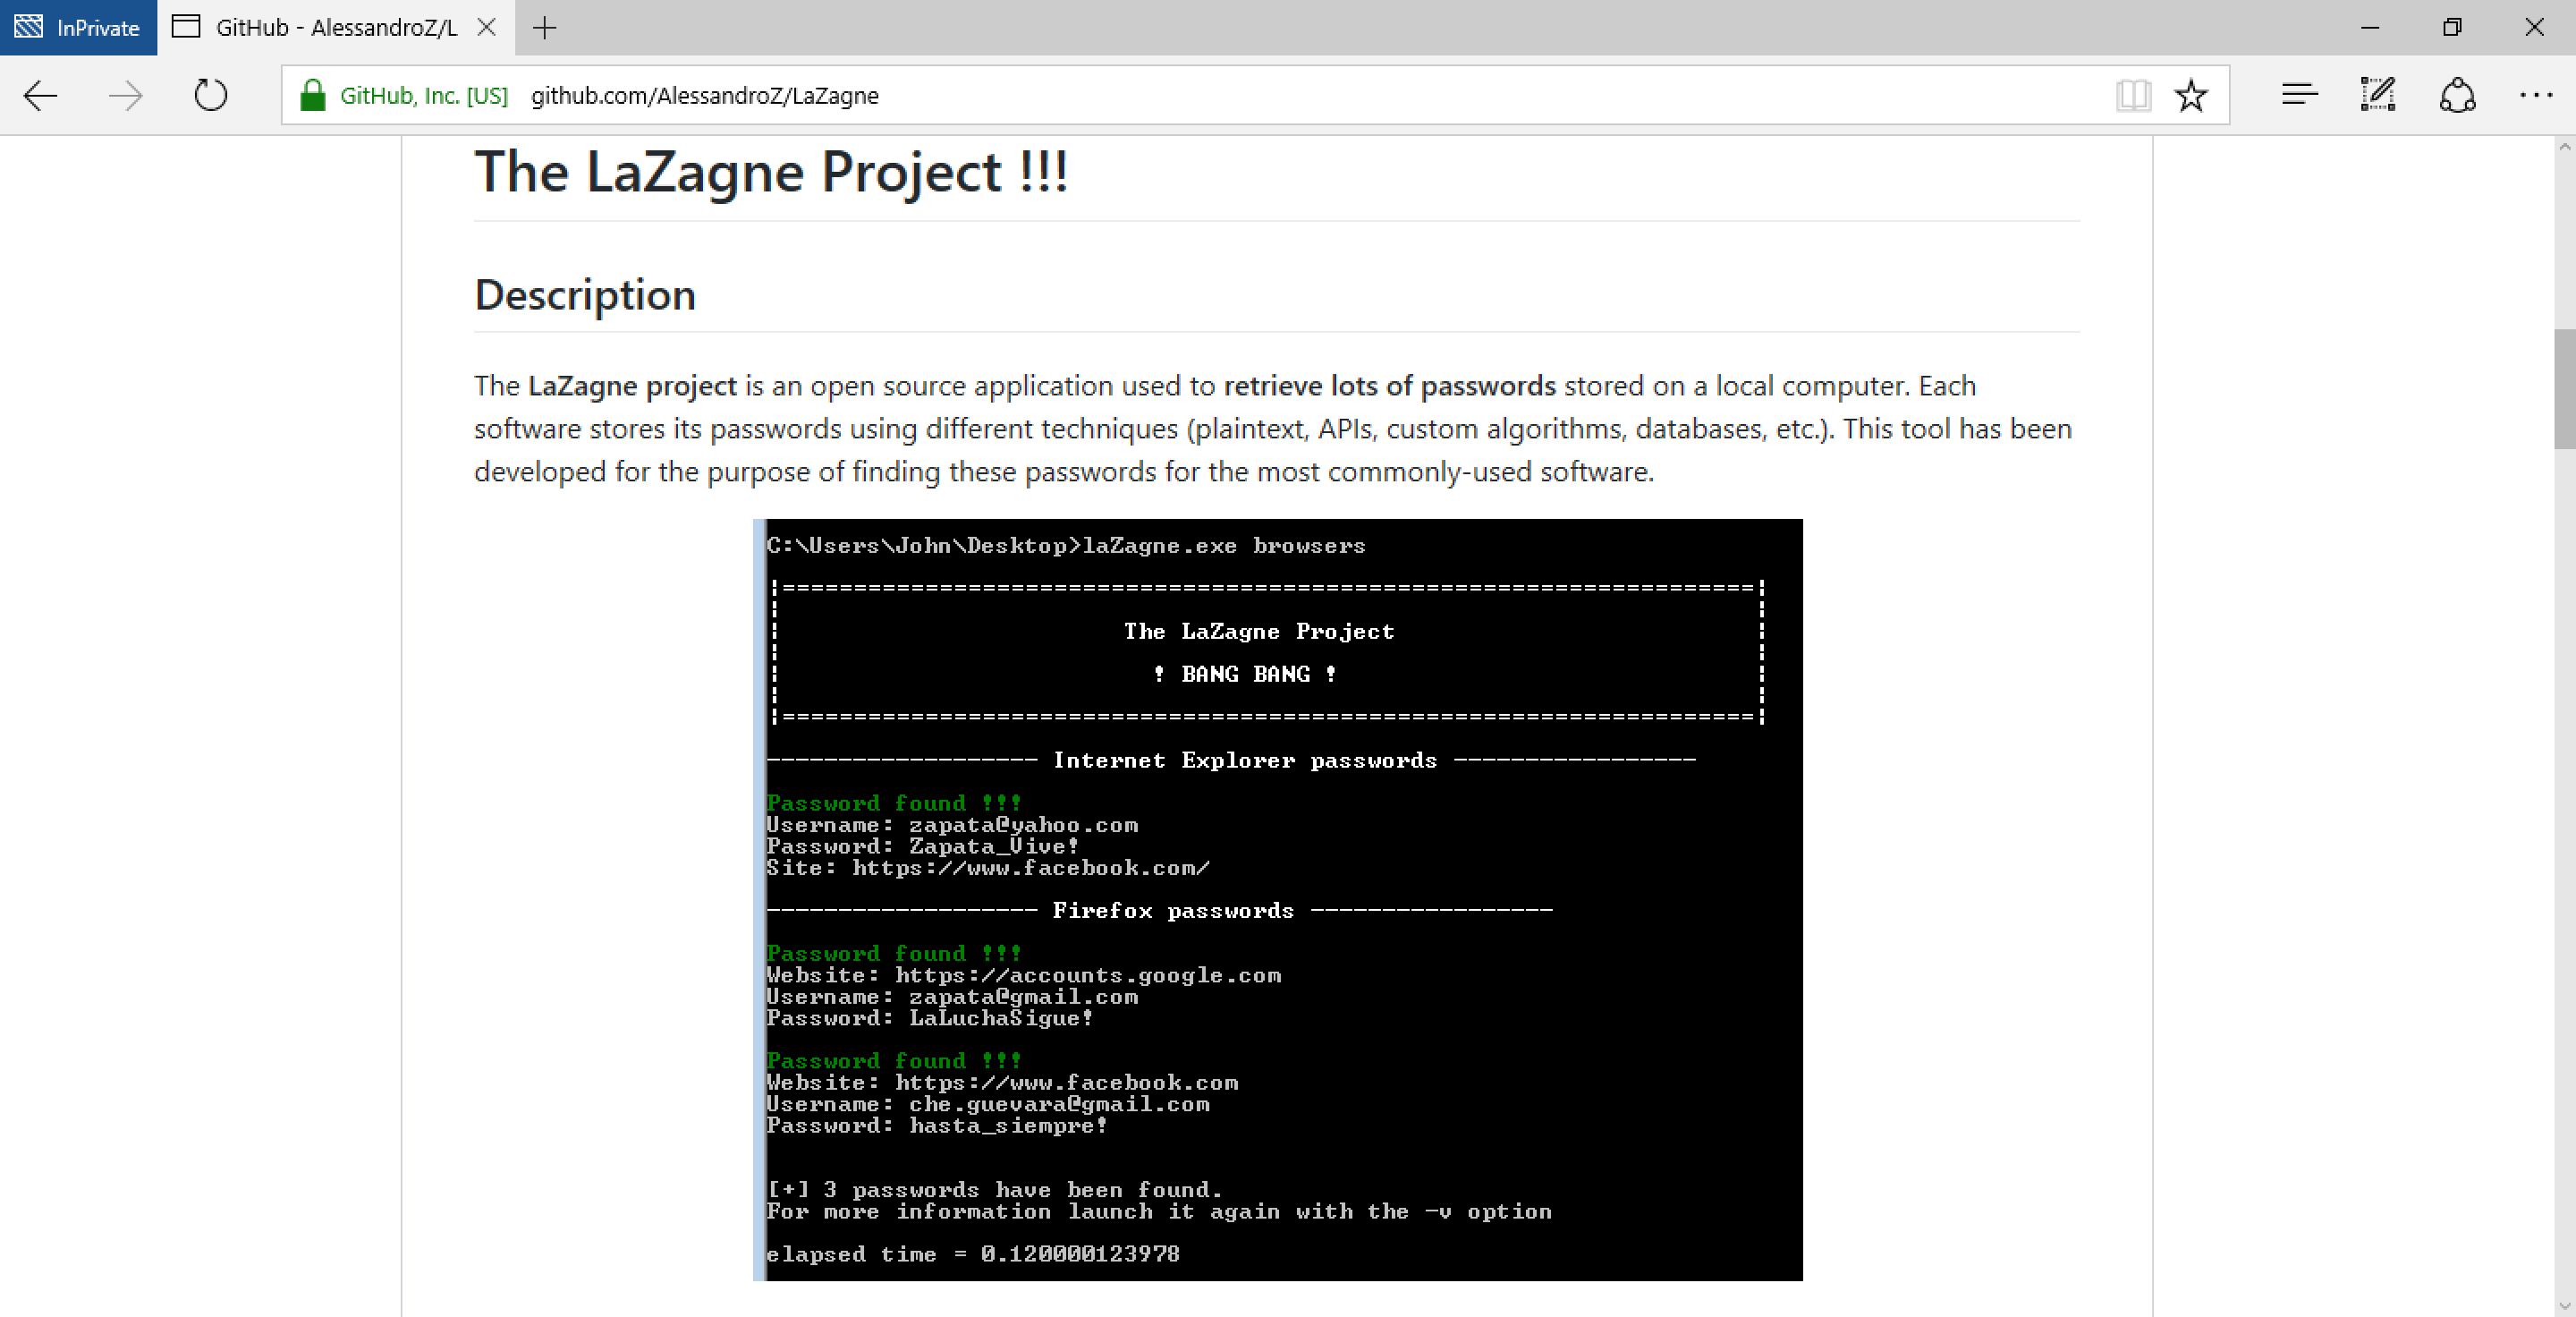 InPrivate
GitHub - AlessandroZ/L
GitHub, Inc. [US] github.com/AlessandroZ/LaZagne
The LaZagne Project !!!
Description
The LaZagne project is an open source application used to retrieve lots of passwords stored on a local computer. Each
software stores its passwords using different techniques (plaintext, APIs, custom algorithms, databases, etc.). This tool has been
developed for the purpose of finding these passwords for the most commonly-used software.
C:\Users\John\Desktop>laZagne.exe browsers
|====================================================================|
The LaZagne Project
! BANG BANG !
|====================================================================|
------------------- Internet Explorer passwords -----------------
Password found !!!
Username: zapata@yahoo.com
Password: Zapata_Vive!
Site: https://www.facebook.com/
------------------- Firefox passwords -----------------
Password found !!!
Website: https://accounts.google.com
Username: zapata@gmail.com
Password: LaLuchaSigue!
Password found !!!
Website: https://www.facebook.com
Username: che.guevara@gmail.com
Password: hasta_siempre!
[+] 3 passwords have been found.
For more information launch it again with the -v option
elapsed time = 0.120000123978